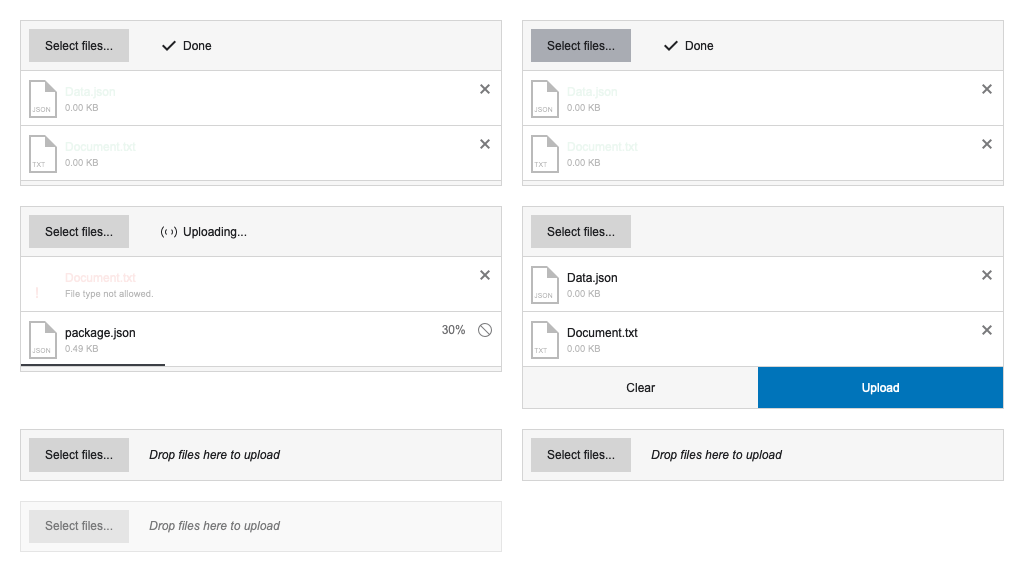 Select files... Done
Data.json
JSON 0.00 KB
Document.txt
TXT 0.00 KB
Select files... Done
Data.json
JSON 0.00 KB
Document.txt
TXT 0.00 KB
Select files... Uploading...
Document.txt
! File type not allowed.
package.json 30%
JSON 0.49 KB
Select files...
Data.json
JSON 0.00 KB
Document.txt
TXT 0.00 KB
Clear Upload
Select files... Drop files here to upload
Select files... Drop files here to upload
Select files... Drop files here to upload